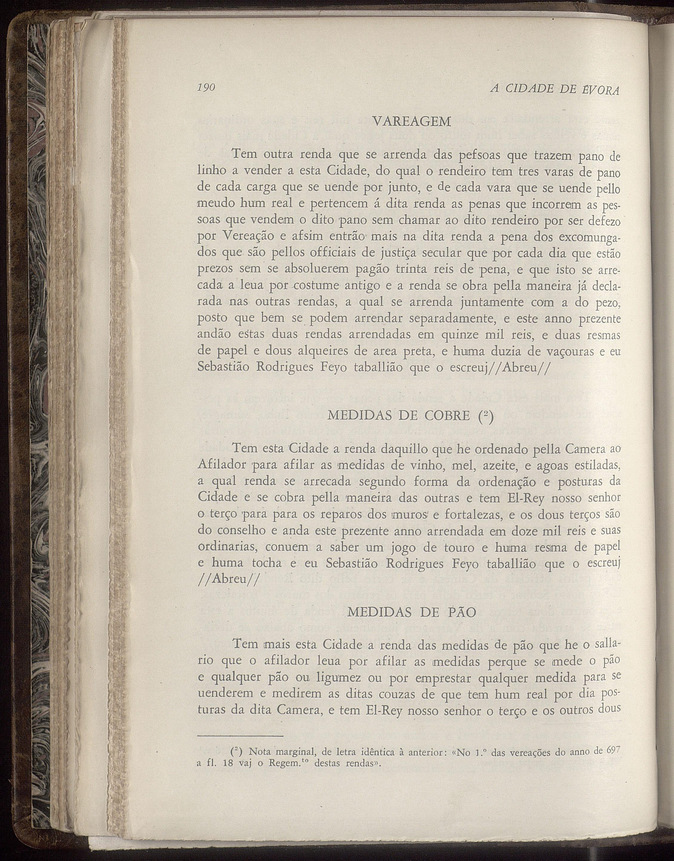 190
A CIDADE DE ÉVORA
VAREAGEM
Tem outra renda que se arrenda das pefsoas que trazem pano de
linho a vender a esta Cidade, do qual o rendeiro tem tres varas de pano
de cada carga que se uende por junto, e de cada vara que se uende pello
meudo hum real e pertencem á dita renda as penas que incorrem as pes-
soas que vendem o dito pano sem chamar ao dito rendeiro por ser defezo
por Vereação e afsim entrão mais na dita renda a pena dos excomunga-
dos que são pellos officiais de justiça secular que por cada dia que estão
prezos sem se absoluerem pagão trinta reis de pena, e que isto se arre-
cada a leua por costume antigo e a renda se obra pella maneira já decla-
rada nas outras rendas, a qual se arrenda juntamente com a do pezo,
posto que bem se podem arrendar separadamente, e este anno prezente
andão estas duas rendas arrendadas em quinze mil reis, e duas resmas
de papel e dous alqueires de area preta, e huma duzia de vaçouras e eu
Sebastião Rodrigues Feyo taballião que o escreuj//Abreu//
MEDIDAS DE COBRE (²)
Tem esta Cidade a renda daquillo que he ordenado pella Camera ao
Afilador para afilar as medidas de vinho, mel, azeite, e agoas estiladas,
a qual renda se arrecada segundo forma da ordenação e posturas da
Cidade e se cobra pella maneira das outras e tem El-Rey nosso senhor
o terço para para os reparos dos muros e fortalezas, e os dous terços são
do conselho e anda este prezente anno arrendada em doze mil reis e suas
ordinarias, conuem a saber um jogo de touro e huma resma de papel
e huma tocha e eu Sebastião Rodrigues Feyo taballião que o escreuj
//Abreu//
MEDIDAS DE PÃO
Tem mais esta Cidade a renda das medidas de pão que he o salla-
rio que o afilador leua por afilar as medidas perque se mede o pão
e qualquer pão ou ligumez ou por emprestar qualquer medida para se
uenderem e medirem as ditas couzas de que tem hum real por dia pos-
turas da dita Camera, e tem El-Rey nosso senhor o terço e os outros dous
(²) Nota marginal, de letra idêntica à anterior: «No 1.º das vereações do anno de 697
a fl. 18 vaj o Regem.to destas rendas».